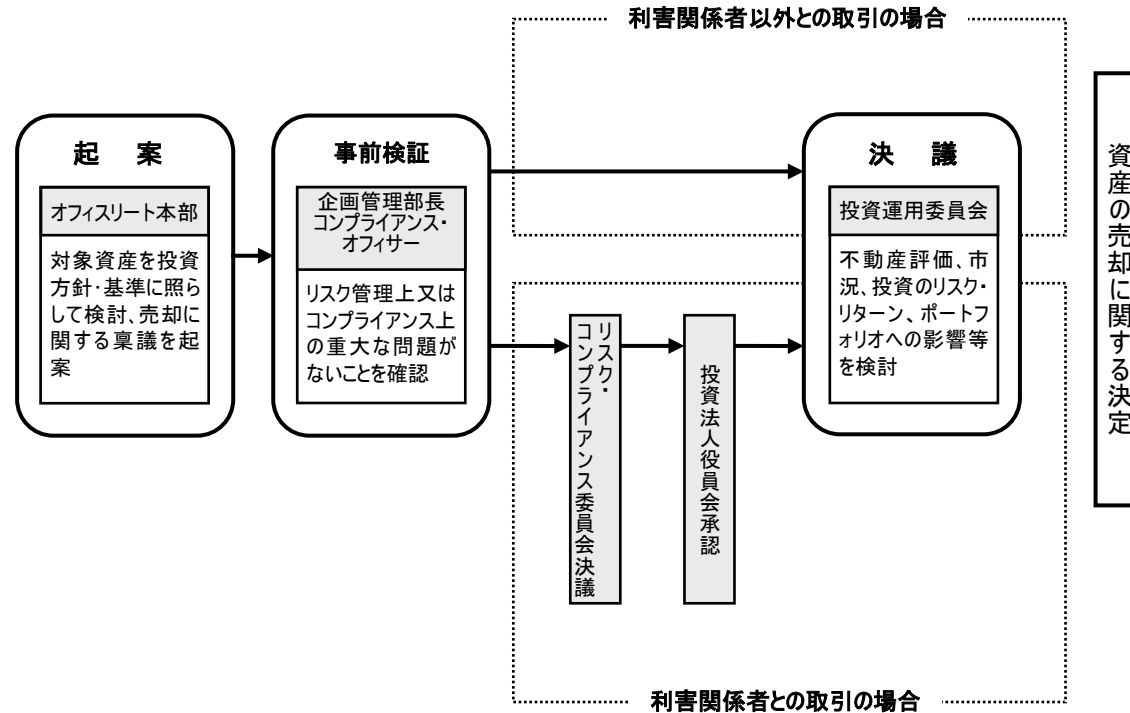 利害関係者以外との取引の場合
起　案
オフィスリート本部
対象資産を投資
方針・基準に照ら
して検討、売却に
関する稟議を起
案
事前検証
企画管理部長
コンプライアンス・
オフィサー
リスク管理上又は
コンプライアンス上
の重大な問題が
ないことを確認
リスク・
コンプライアンス委員会決議
投資法人役員会承認
決　議
投資運用委員会
不動産評価、市
況、投資のリスク・
リターン、ポートフ
ォリオへの影響等
を検討
資産の売却に関する決定
利害関係者との取引の場合